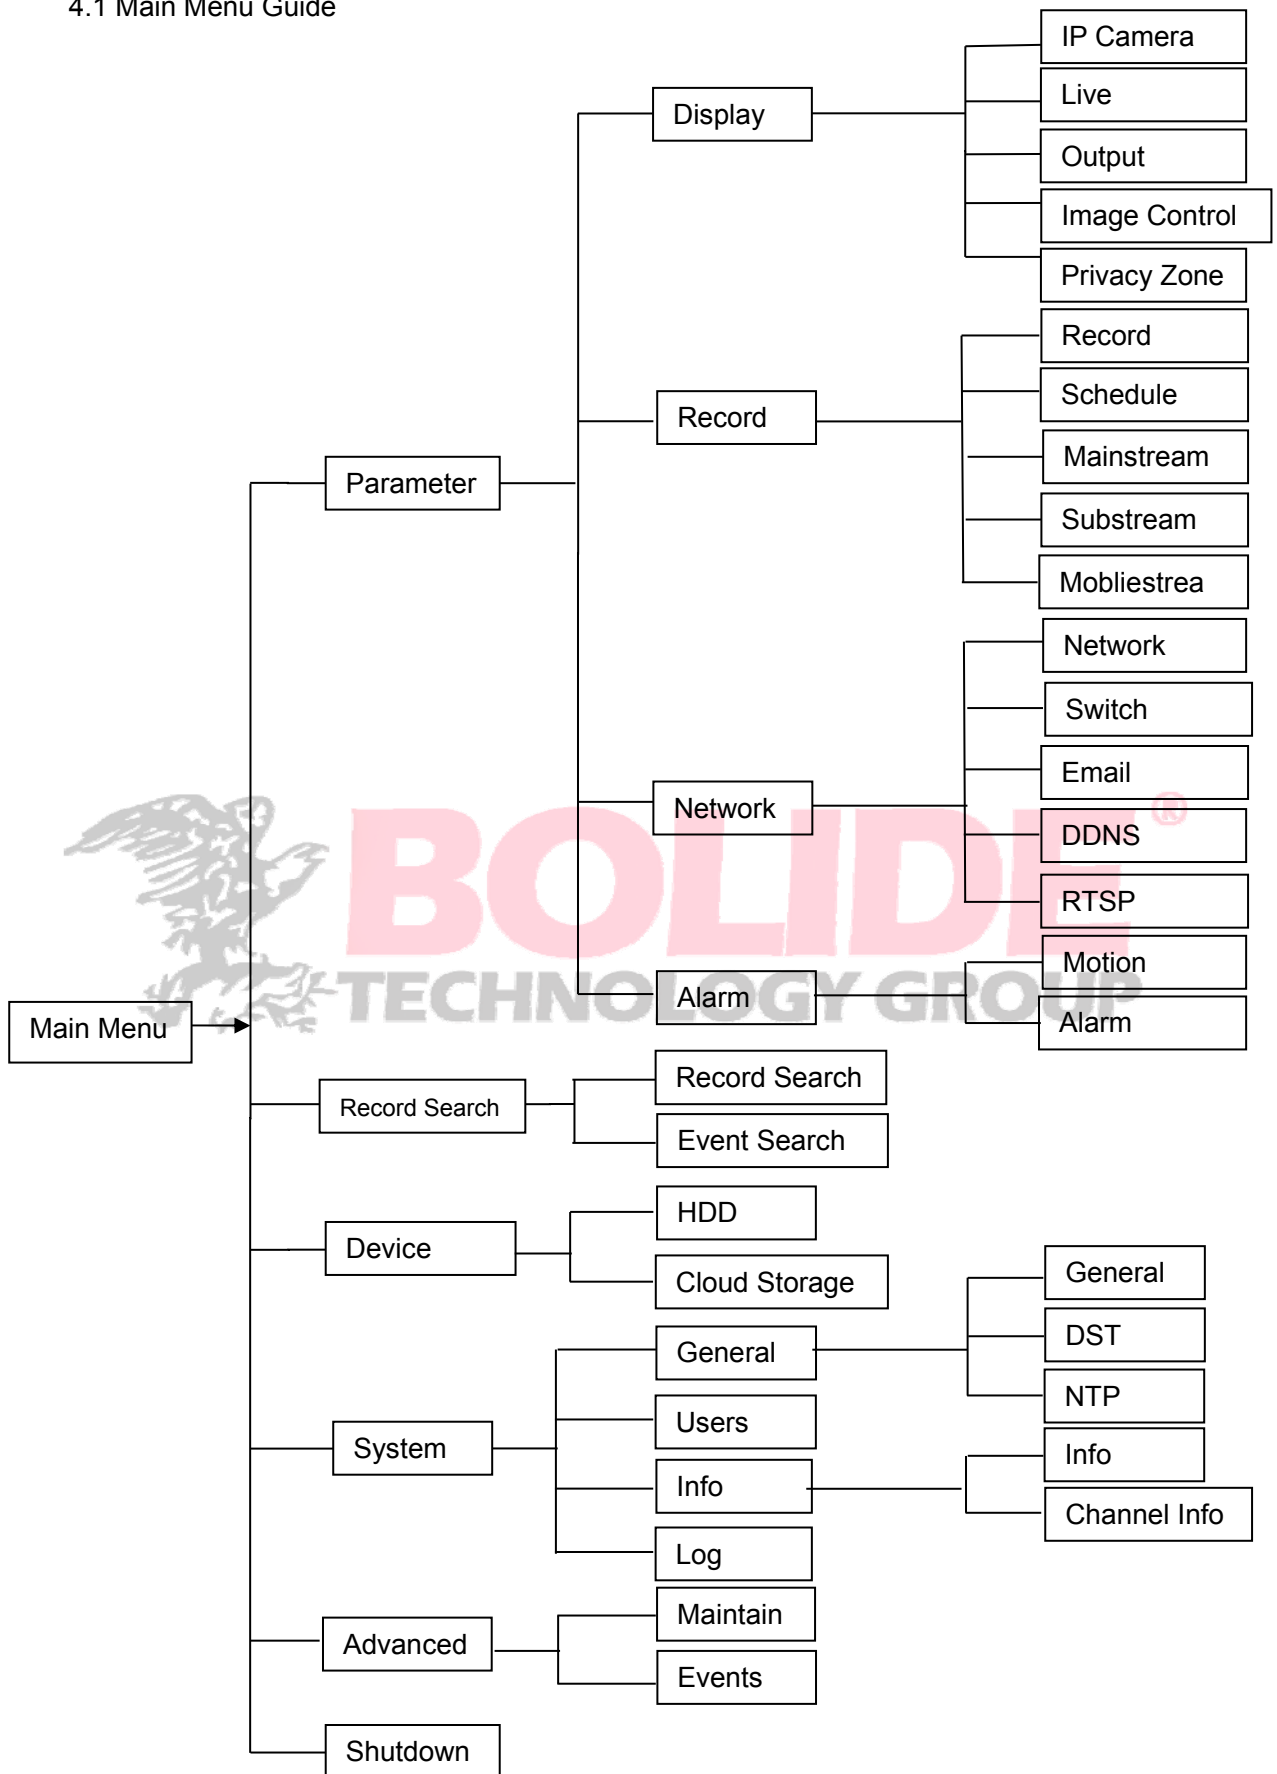 4.1 Main Menu Guide
IP Camera
Display
Live
Output
Image Control
Privacy Zone
Record
Record
Schedule
Mainstream
Parameter
Substream
Mobliestrea
Network
Switch
Email
Network
DDNS
RTSP
BOLIDE®
TECHNOLOGY GROUP
Motion
Alarm
Alarm
Main Menu
Record Search
Record Search
Event Search
HDD
Device
Cloud Storage
General
General
DST
NTP
Users
System
Info
Info
Channel Info
Log
Maintain
Advanced
Events
Shutdown